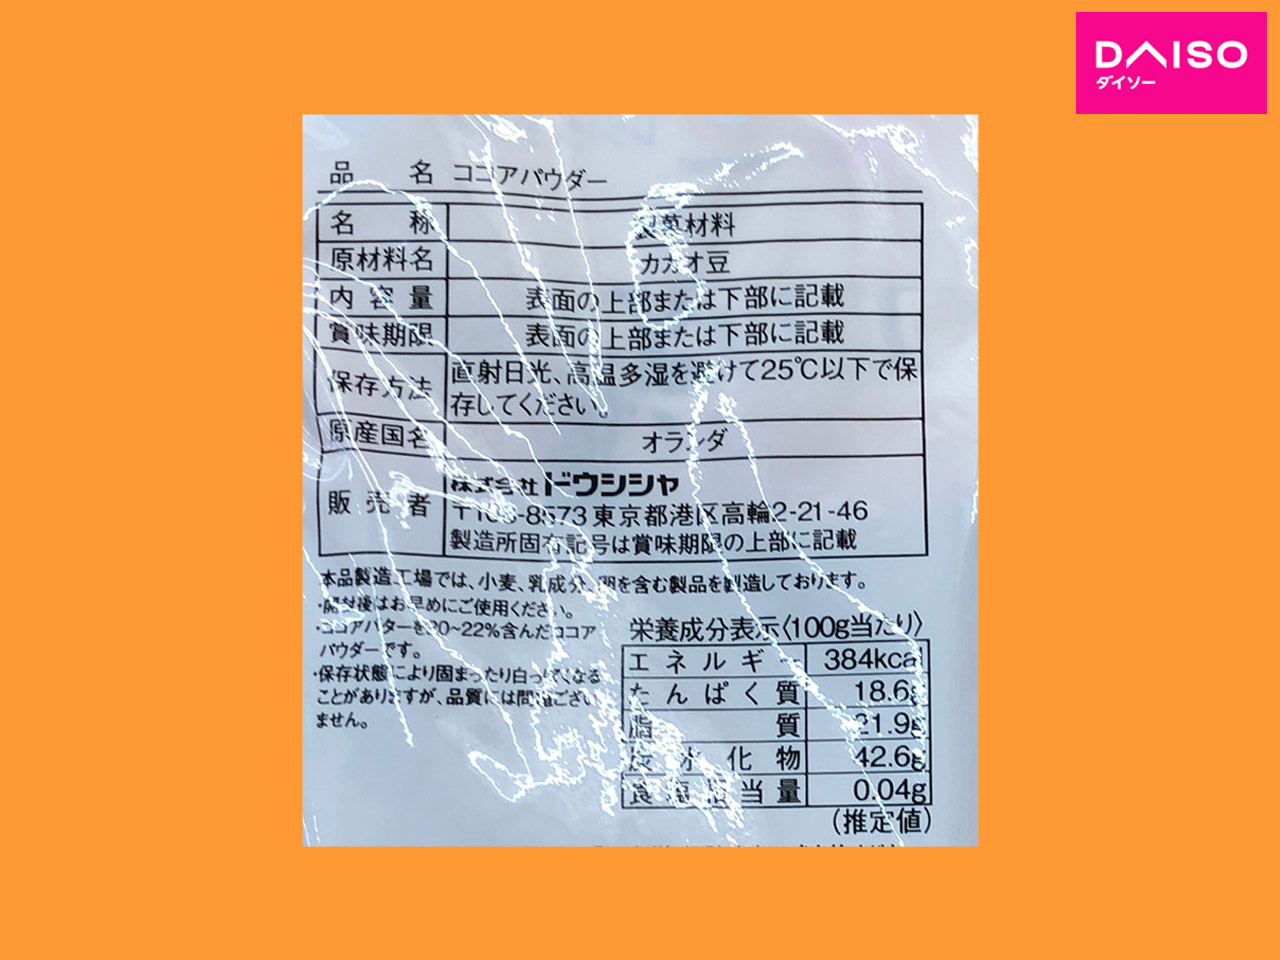 DAISO
ダイソー
品名 ココアパウダー
名称 製菓材料
原材料名 カカオ豆
内容量 表面の上部または下部に記載
賞味期限 表面の上部または下部に記載
保存方法 直射日光、高温多湿を避けて25℃以下で保
存してください。
原産国名 オランダ
販売者 株式会社ドウシシャ
〒108-8573 東京都港区高輪2-21-46
製造所固有記号は賞味期限の上部に記載
本品製造工場では、小麦、乳成分、卵を含む製品を製造しております。
・開封後はお早めにご使用ください。
・ココアバターを20~22%含んだココア
パウダーです。
・保存状態により固まったり白っぽくなる
ことがありますが、品質には問題ござい
ません。
栄養成分表示〈100g当たり〉
エネルギー 384kcal
たんぱく質 18.6g
脂質 21.9g
炭水化物 42.6g
食塩相当量 0.04g
(推定値)